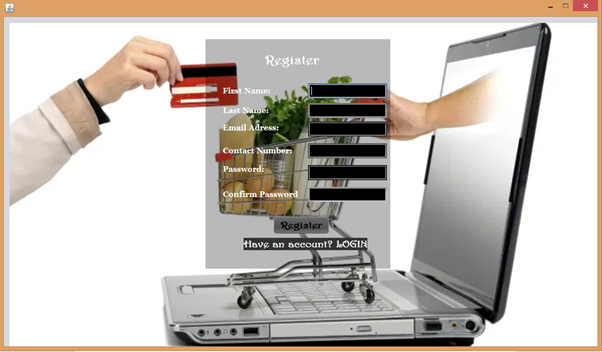 Register
First Name:
Last Name:
Email Adress:
Contact Number:
Password:
Confirm Password
Register
Have an account? LOGIN